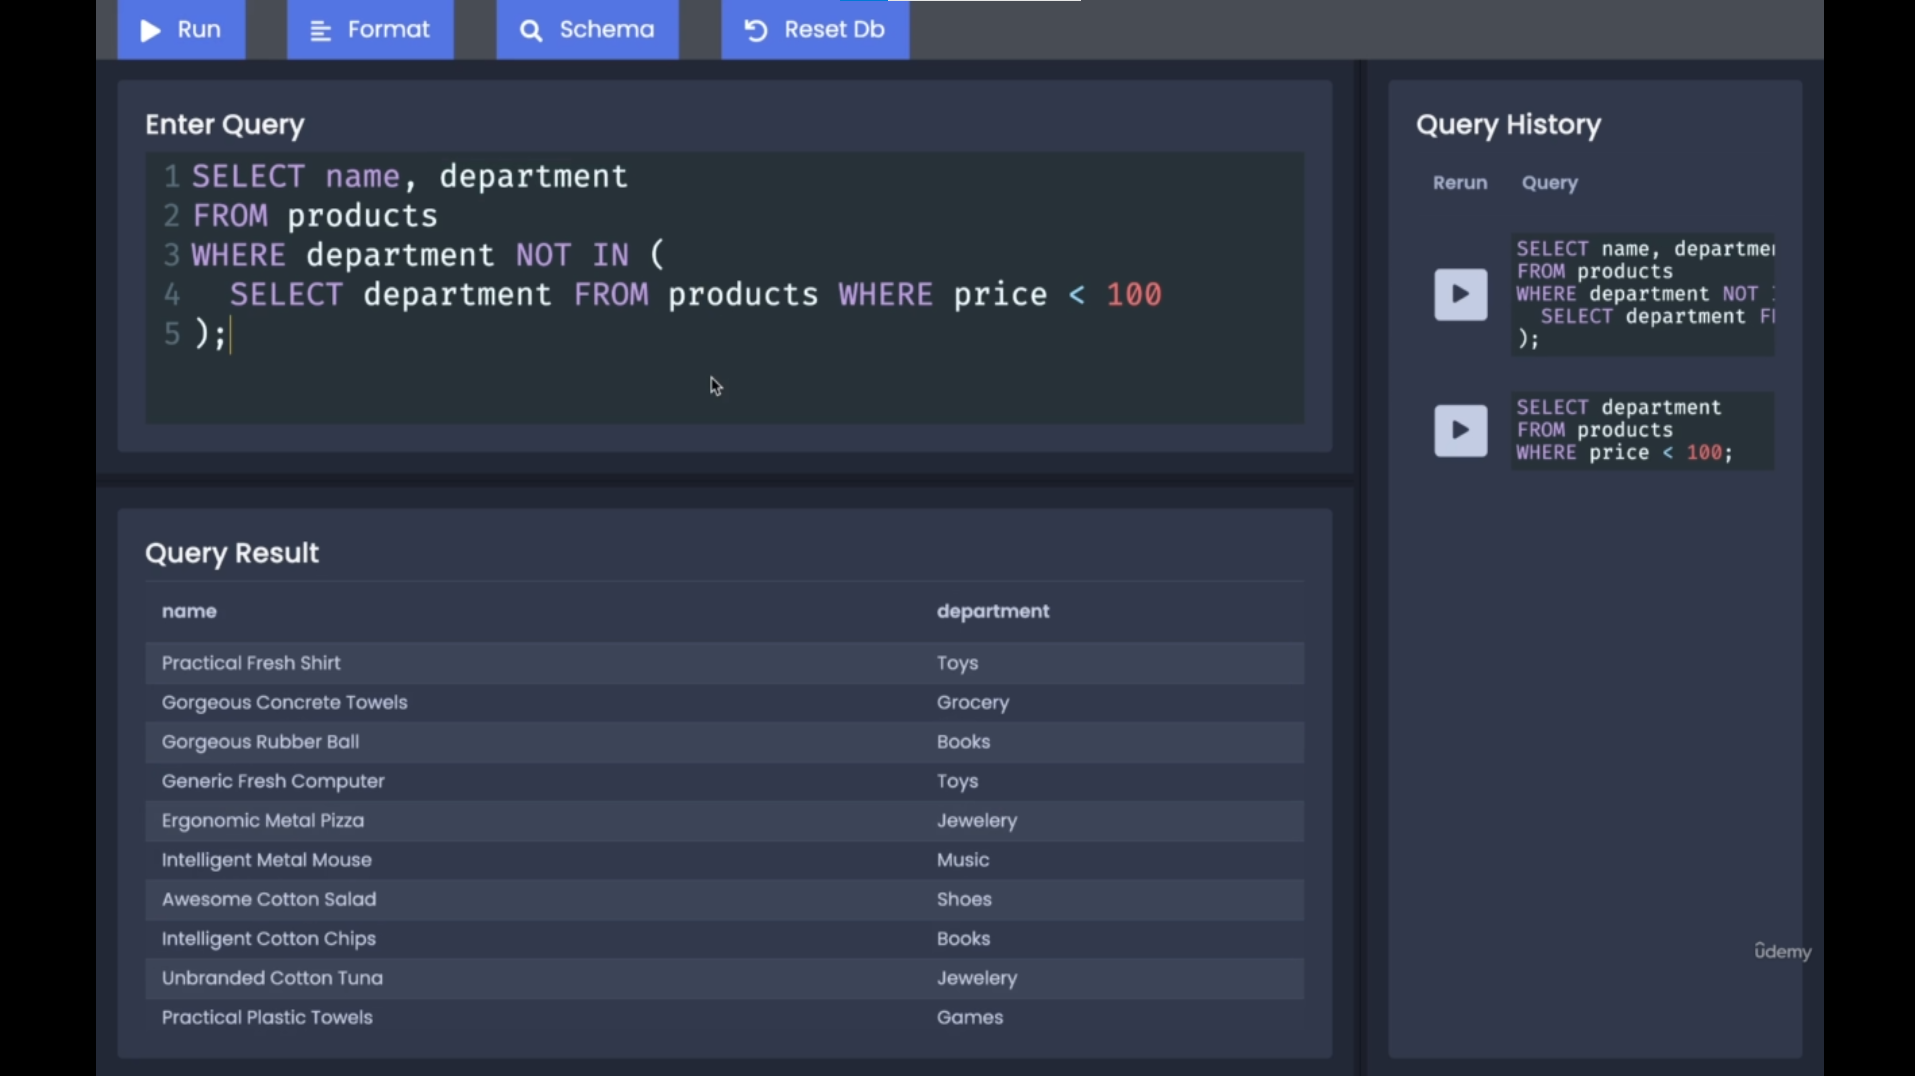 Run
Format
Schema
Reset Db
Enter Query
1 SELECT name, department
2 FROM products
3 WHERE department NOT IN (
4   SELECT department FROM products WHERE price < 100
5 );
Query Result
name department
Practical Fresh Shirt Toys
Gorgeous Concrete Towels Grocery
Gorgeous Rubber Ball Books
Generic Fresh Computer Toys
Ergonomic Metal Pizza Jewelery
Intelligent Metal Mouse Music
Awesome Cotton Salad Shoes
Intelligent Cotton Chips Books
Unbranded Cotton Tuna Jewelery
Practical Plastic Towels Games
Query History
Rerun Query
SELECT name, departme
FROM products
WHERE department NOT
  SELECT department F
);
SELECT department
FROM products
WHERE price < 100;
ûdemy